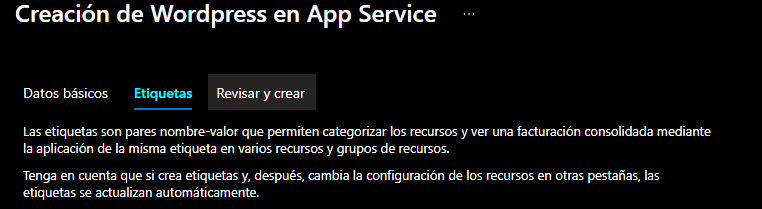 Creación de Wordpress en App Service ...
Datos básicos Etiquetas Revisar y crear
Las etiquetas son pares nombre-valor que permiten categorizar los recursos y ver una facturación consolidada mediante
la aplicación de la misma etiqueta en varios recursos y grupos de recursos.
Tenga en cuenta que si crea etiquetas y, después, cambia la configuración de los recursos en otras pestañas, las
etiquetas se actualizan automáticamente.